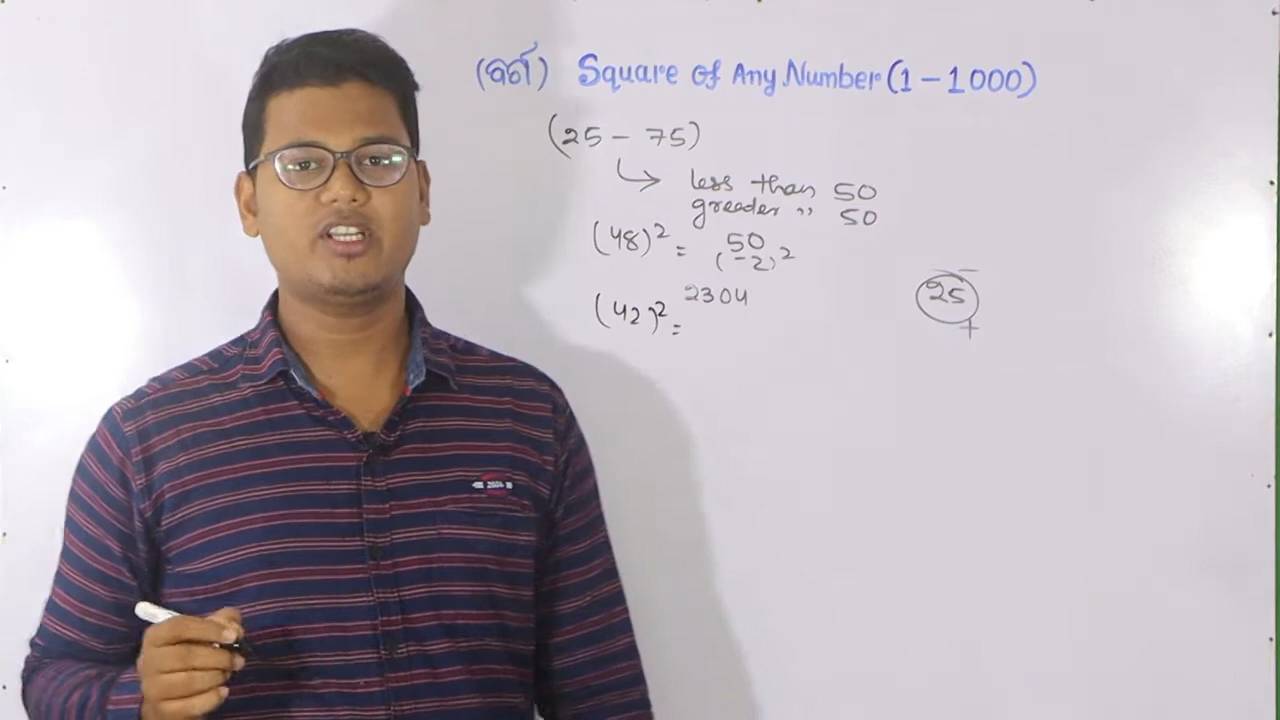 (ବର୍ଗ) Square Of Any Number (1-1000)
(25 - 75)
less than 50
greeder " 50
(48)² = 50
(-2)²
2304
(42)² =
-
25
+